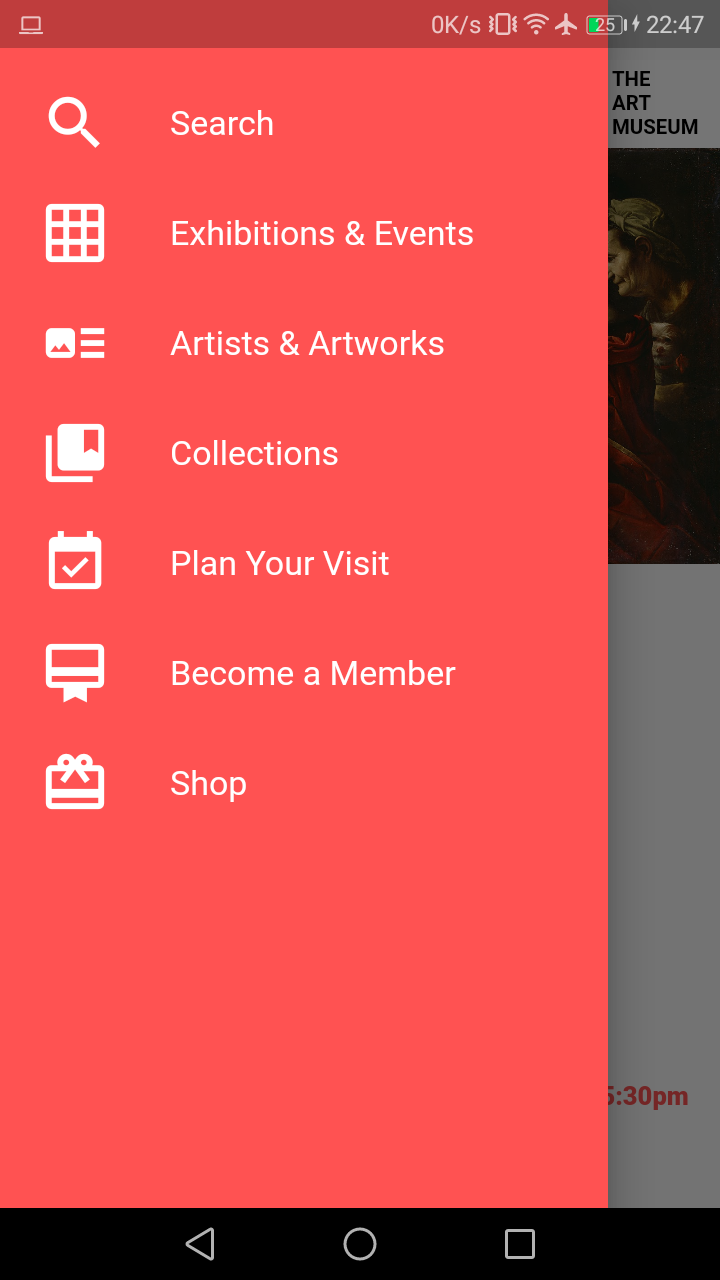 0K/s 25 22:47
THE
ART
MUSEUM
Search
Exhibitions & Events
Artists & Artworks
Collections
Plan Your Visit
Become a Member
Shop
5:30pm